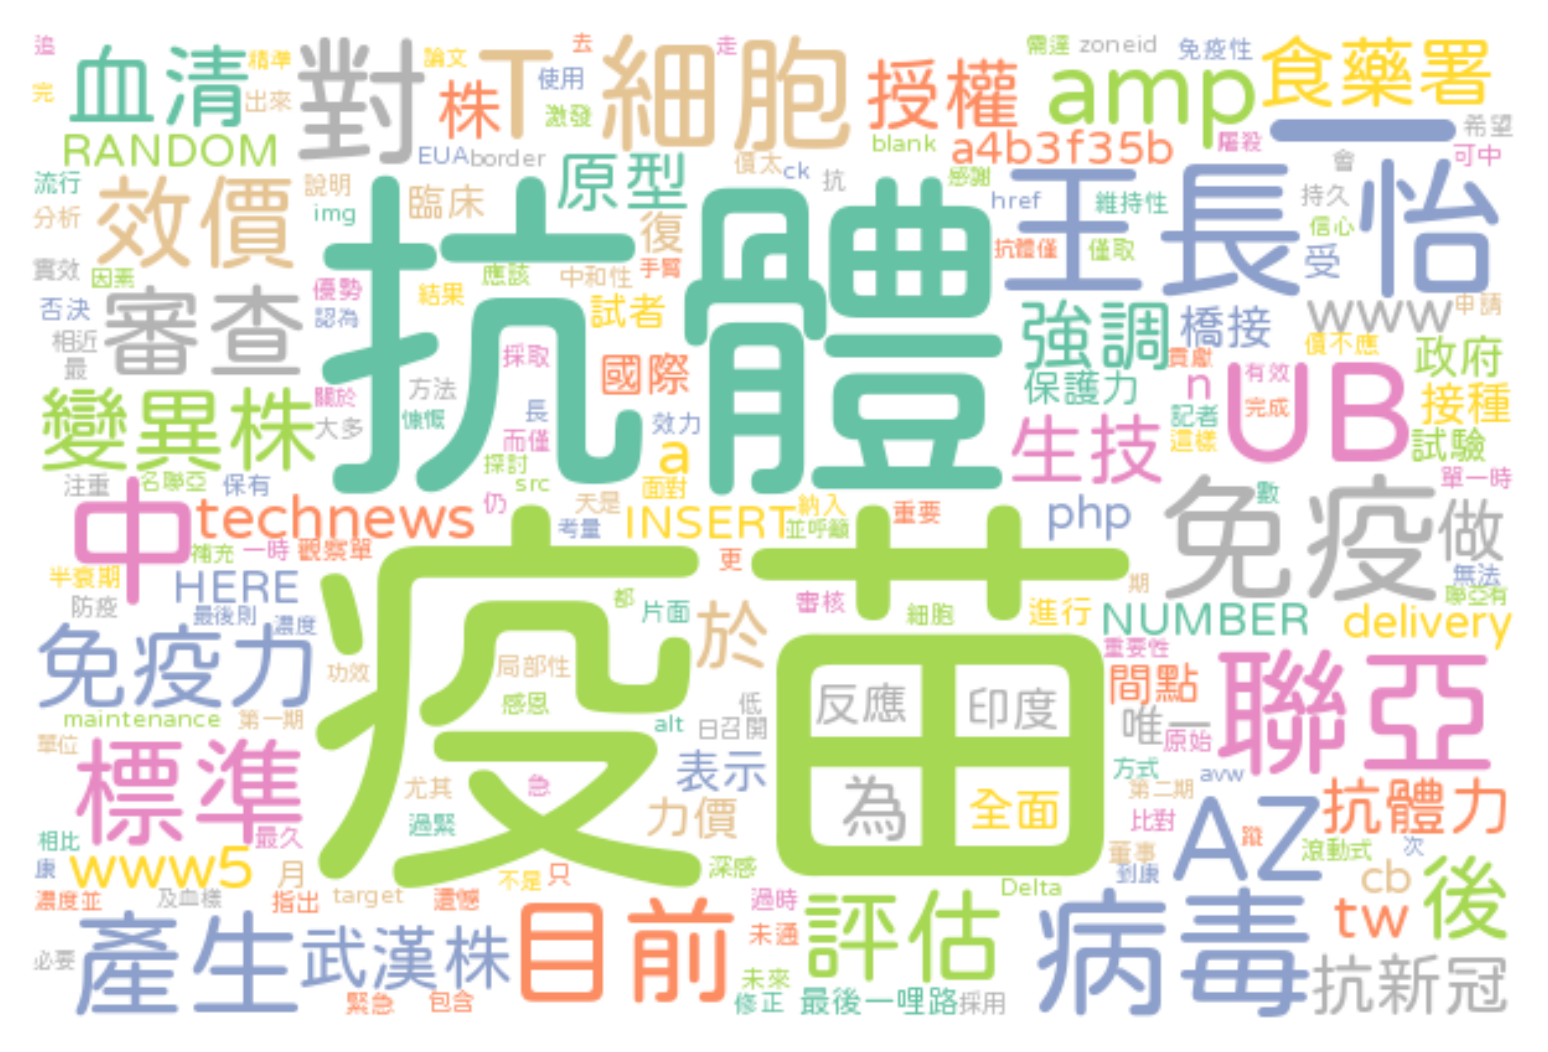 追
血清
精準
對
論文
T細胞
去
走
需達
zoneid
免疫性
食藥署
完
出來
株
使用
激發
授權
amp
一
希望
RANDOM
EUA
border
blank
a4b3f35b
屠殺
會
可中
流行
效價
說明
臨床
原型
價太
ck
抗
感謝
href
維持性
王長怡
持久
分析
img
抗體
復
抗體僅
僅取
信心
受
實效
因素
應該
中和性
手腎
否決
審查
優勢
認為
結果
試者
強調
橋接
www
申請
相近
最
採取
國際
貢獻
價不應
政府
變異株
關於
方法
慷慨
大多
長
而僅
效力
保護力
n
UB
有效
完成
接種
記者
這樣
試驗
探討
src
a
面對
生技
單一時
注重
名聯亞
保有
中
technews
仍
天是
考量
INSERT
納入
並呼籲
重要
php
免疫
數
做
補充
一時
觀察單
更
半衰期
HERE
期
無法
聯亞有
防疫
最後則
濃度
疫苗
都
片面
於
審核
細胞
進行
NUMBER
delivery
免疫力
功效
局部性
感恩
重要性
間點
聯亞
maintenance
第一期
alt
低
日召開
反應
印度
唯一
原始
單位
標準
尤其
急
表示
為
全面
方式
avw
第二期
抗體力
相比
最久
過緊
力價
比對
AZ
蹤
康
www5
月
不是
只
深感
董事
到康
滾動式
次
cb
後
濃度並
及血樣
指出
target
遺憾
過時
Delta
tw
必要
產生
武漢株
目前
未通
評估
病毒
抗新冠
緊急
包含
未來
修正
最後一哩路
採用